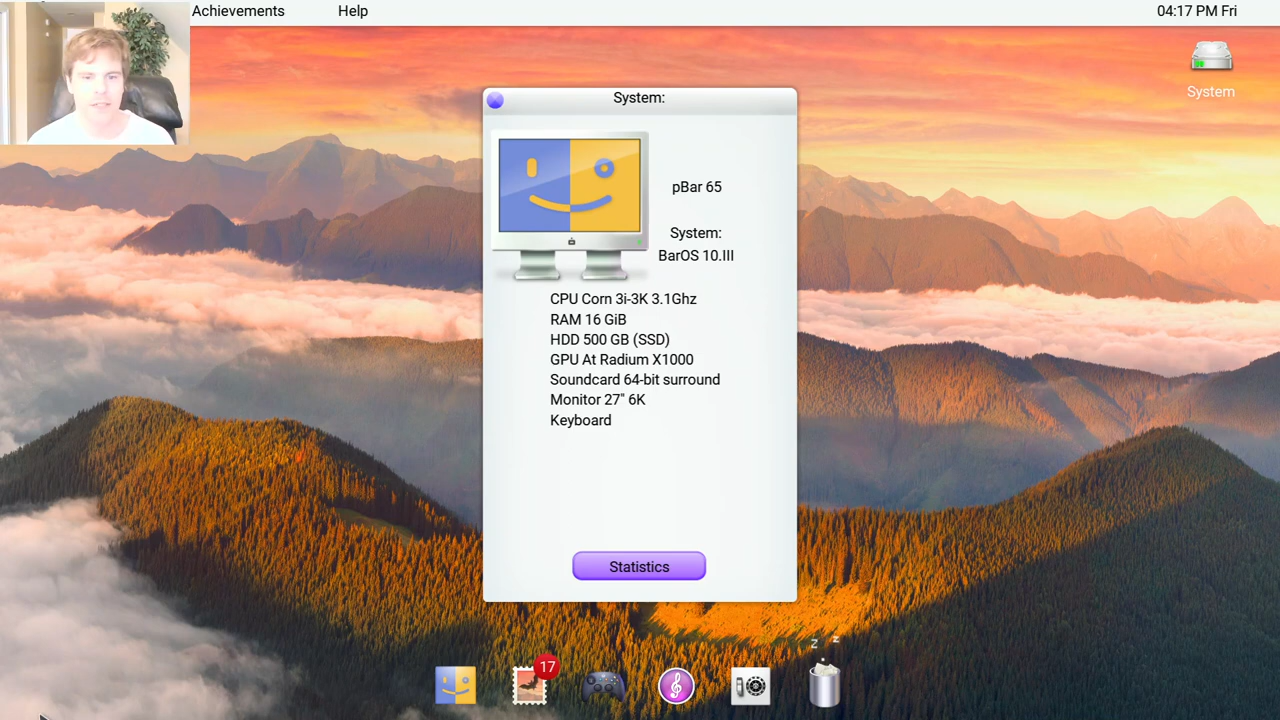 Achievements Help 04:17 PM Fri
System
System:
pBar 65
System:
BarOS 10.III
CPU Corn 3i-3K 3.1Ghz
RAM 16 GiB
HDD 500 GB (SSD)
GPU At Radium X1000
Soundcard 64-bit surround
Monitor 27" 6K
Keyboard
Statistics
z z
17